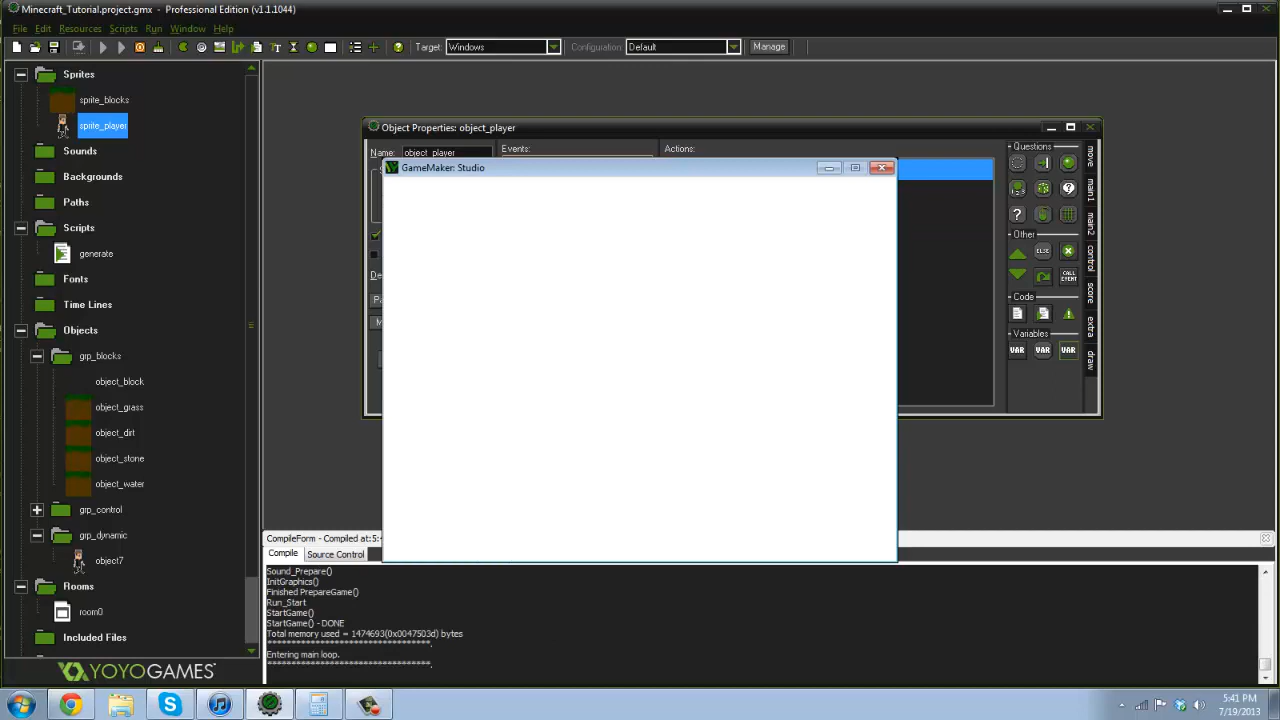 Minecraft_Tutorial.project.gmx - Professional Edition (v1.1.1044)
File Edit Resources Scripts Run Window Help
Target: Windows Configuration: Default Manage
Sprites
sprite_blocks
sprite_player
Sounds
Backgrounds
Paths
Scripts
generate
Fonts
Time Lines
Objects
grp_blocks
object_block
object_grass
object_dirt
object_stone
object_water
grp_control
grp_dynamic
object7
Rooms
room0
Included Files
YOYOGAMES
Object Properties: object_player
Name: object_player Events: Actions:
GameMaker: Studio
Questions
Other
ELSE
CALL EVENT
Code
Variables
VAR VAR VAR
move
main1
main2
control
score
extra
draw
CompileForm - Compiled at:5:
Compile Source Control
Sound_Prepare()
InitGraphics()
Finished PrepareGame()
Run_Start
StartGame()
StartGame() - DONE
Total memory used = 1474693(0x0047503d) bytes
**********************************.
Entering main loop.
**********************************.
5:41 PM
7/19/2013